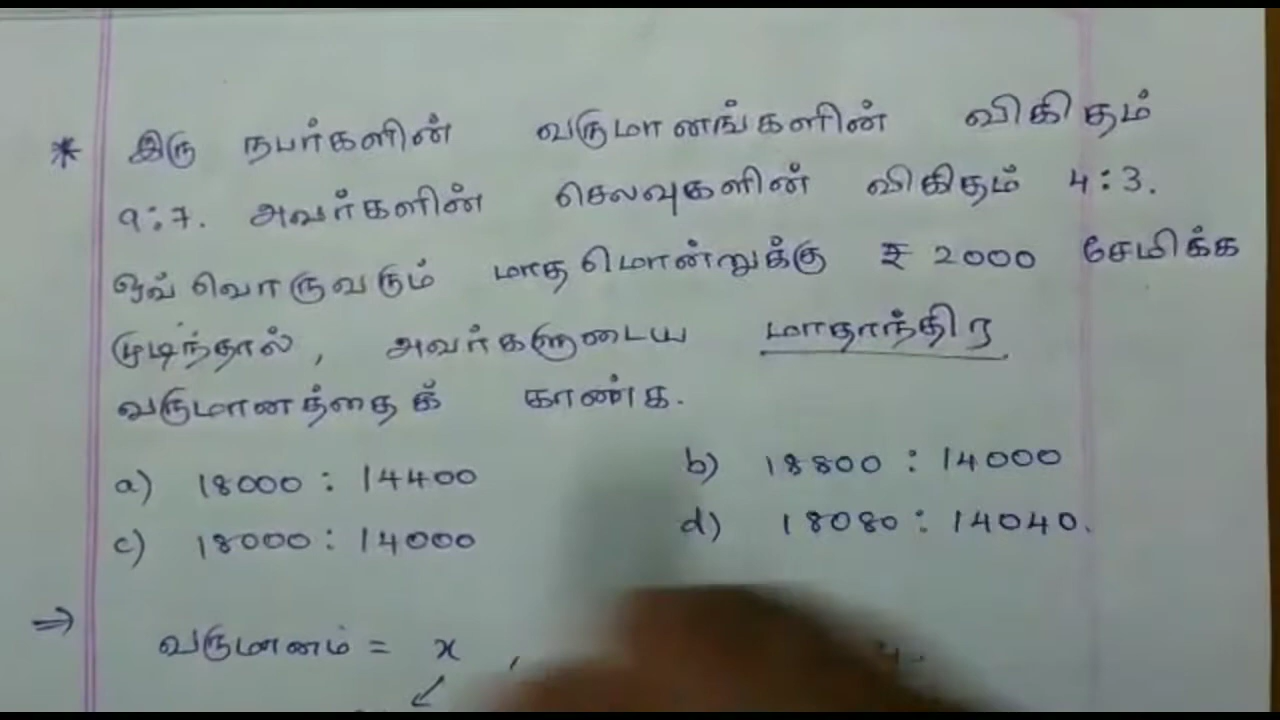 * இரு நபர்களின் வருமானங்களின் விகிதம்
9:7. அவர்களின் செலவுகளின் விகிதம் 4:3.
ஒவ்வொருவரும் மாதமொன்றுக்கு ₹ 2000 சேமிக்க
முடிந்தால், அவர்களுடைய மாதாந்திர
வருமானத்தைக் காண்க.
a) 18000 : 14400 b) 18800 : 14000
c) 18000 : 14000 d) 18080 : 14040.
⇒ வருமானம் = x ,